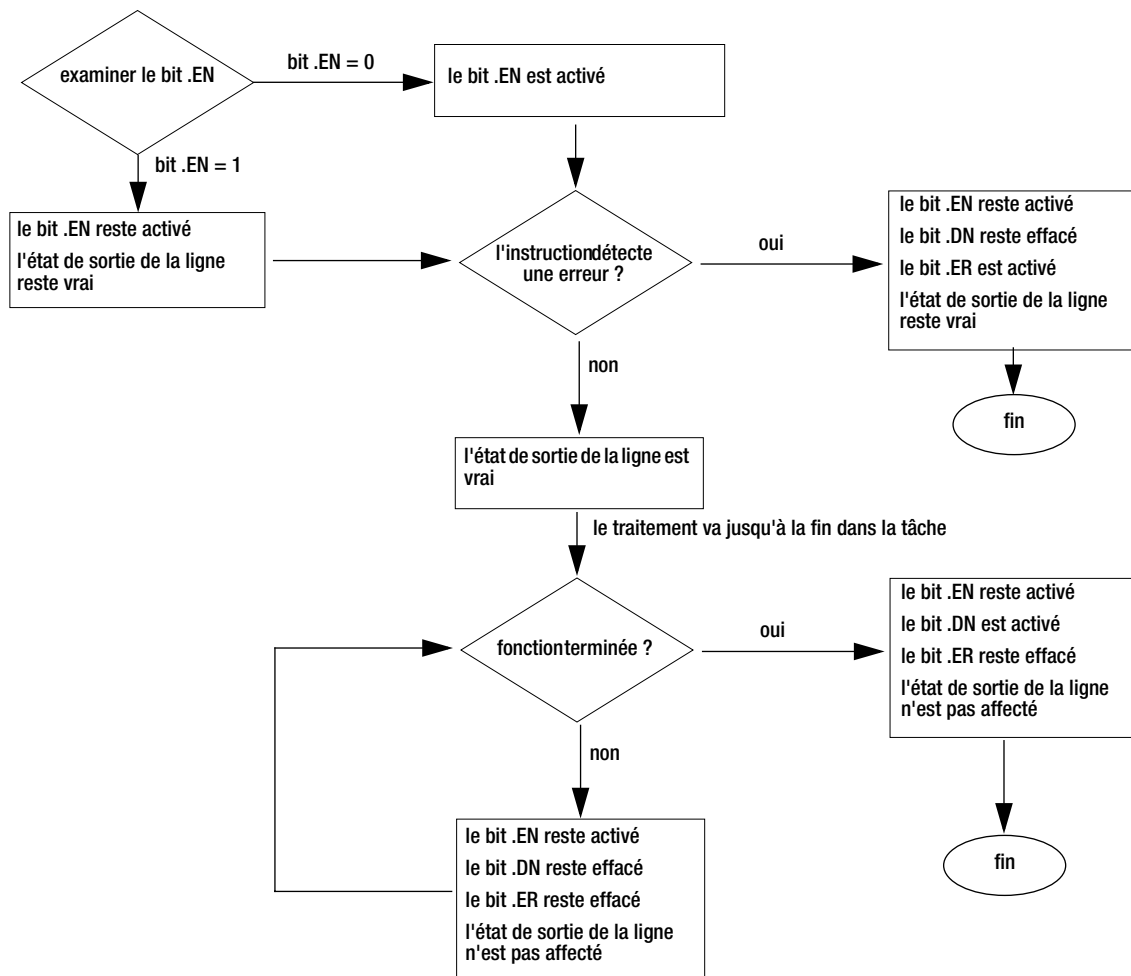 examiner le bit .EN
bit .EN = 0
le bit .EN est activé
bit .EN = 1
le bit .EN reste activé
l'état de sortie de la ligne
reste vrai
l'instructiondétecte
une erreur ?
oui
le bit .EN reste activé
le bit .DN reste effacé
le bit .ER est activé
l'état de sortie de la ligne
reste vrai
non
fin
l'état de sortie de la ligne est
vrai
le traitement va jusqu'à la fin dans la tâche
fonctionterminée ?
oui
le bit .EN reste activé
le bit .DN est activé
le bit .ER reste effacé
l'état de sortie de la ligne
n'est pas affecté
non
le bit .EN reste activé
le bit .DN reste effacé
le bit .ER reste effacé
l'état de sortie de la ligne
n'est pas affecté
fin